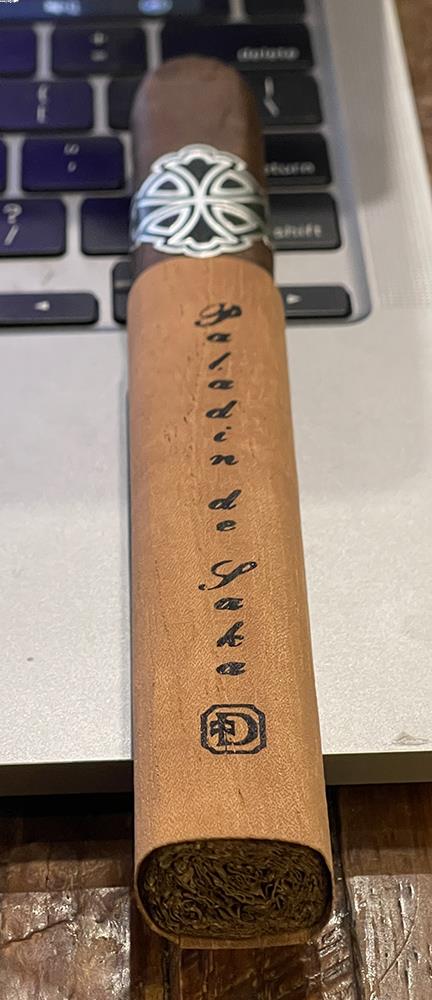 delete
{
[
|
\
"
'
return
?
/
shift
◀
▶
Paladin de Saka